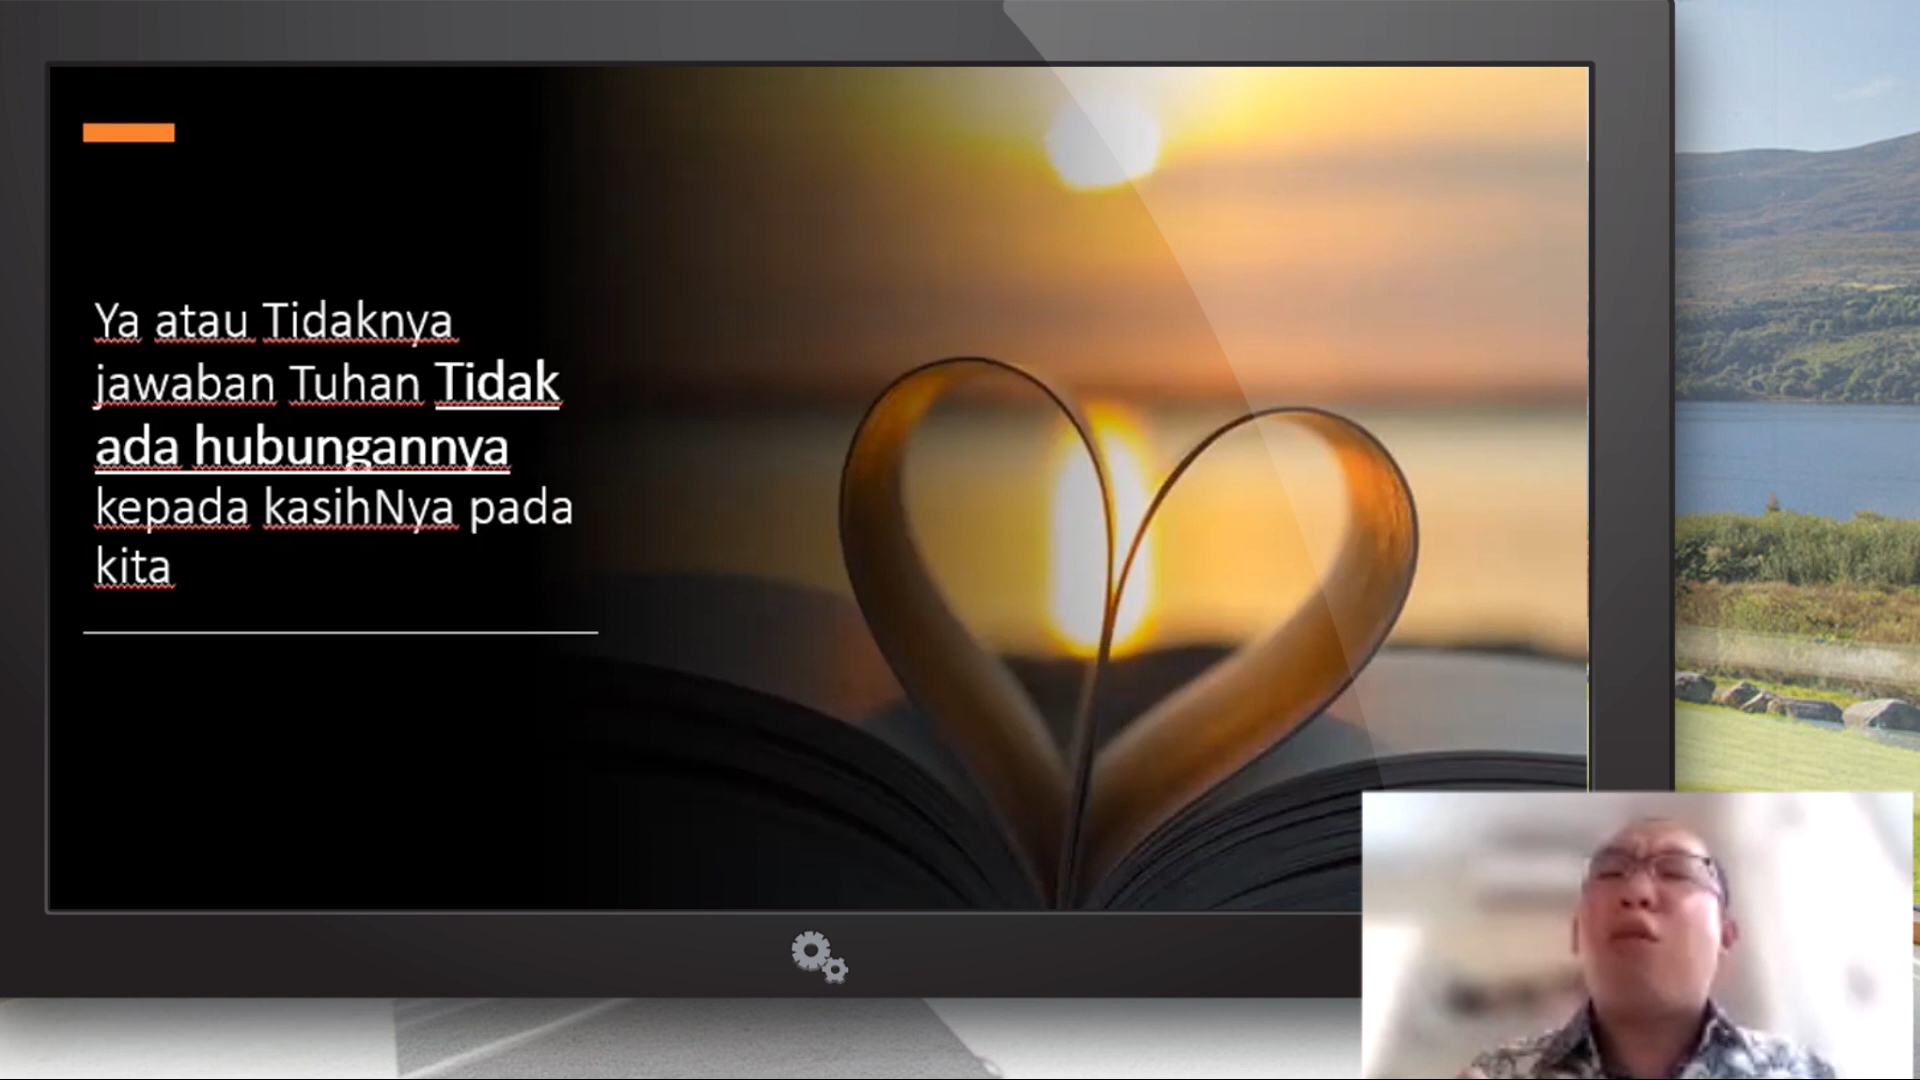 Ya atau Tidaknya
jawaban Tuhan Tidak
ada hubungannya
kepada kasihNya pada
kita